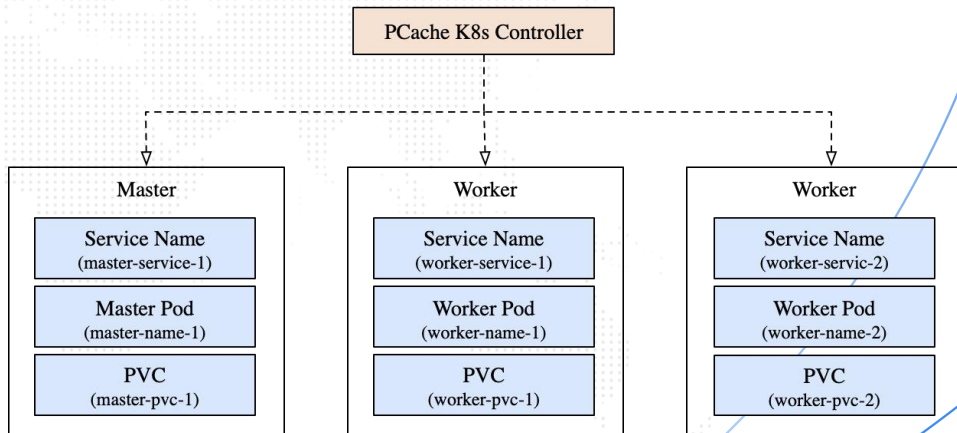 PCache K8s Controller
Master
Service Name
(master-service-1)
Master Pod
(master-name-1)
PVC
(master-pvc-1)
Worker
Service Name
(worker-service-1)
Worker Pod
(worker-name-1)
PVC
(worker-pvc-1)
Worker
Service Name
(worker-servic-2)
Worker Pod
(worker-name-2)
PVC
(worker-pvc-2)